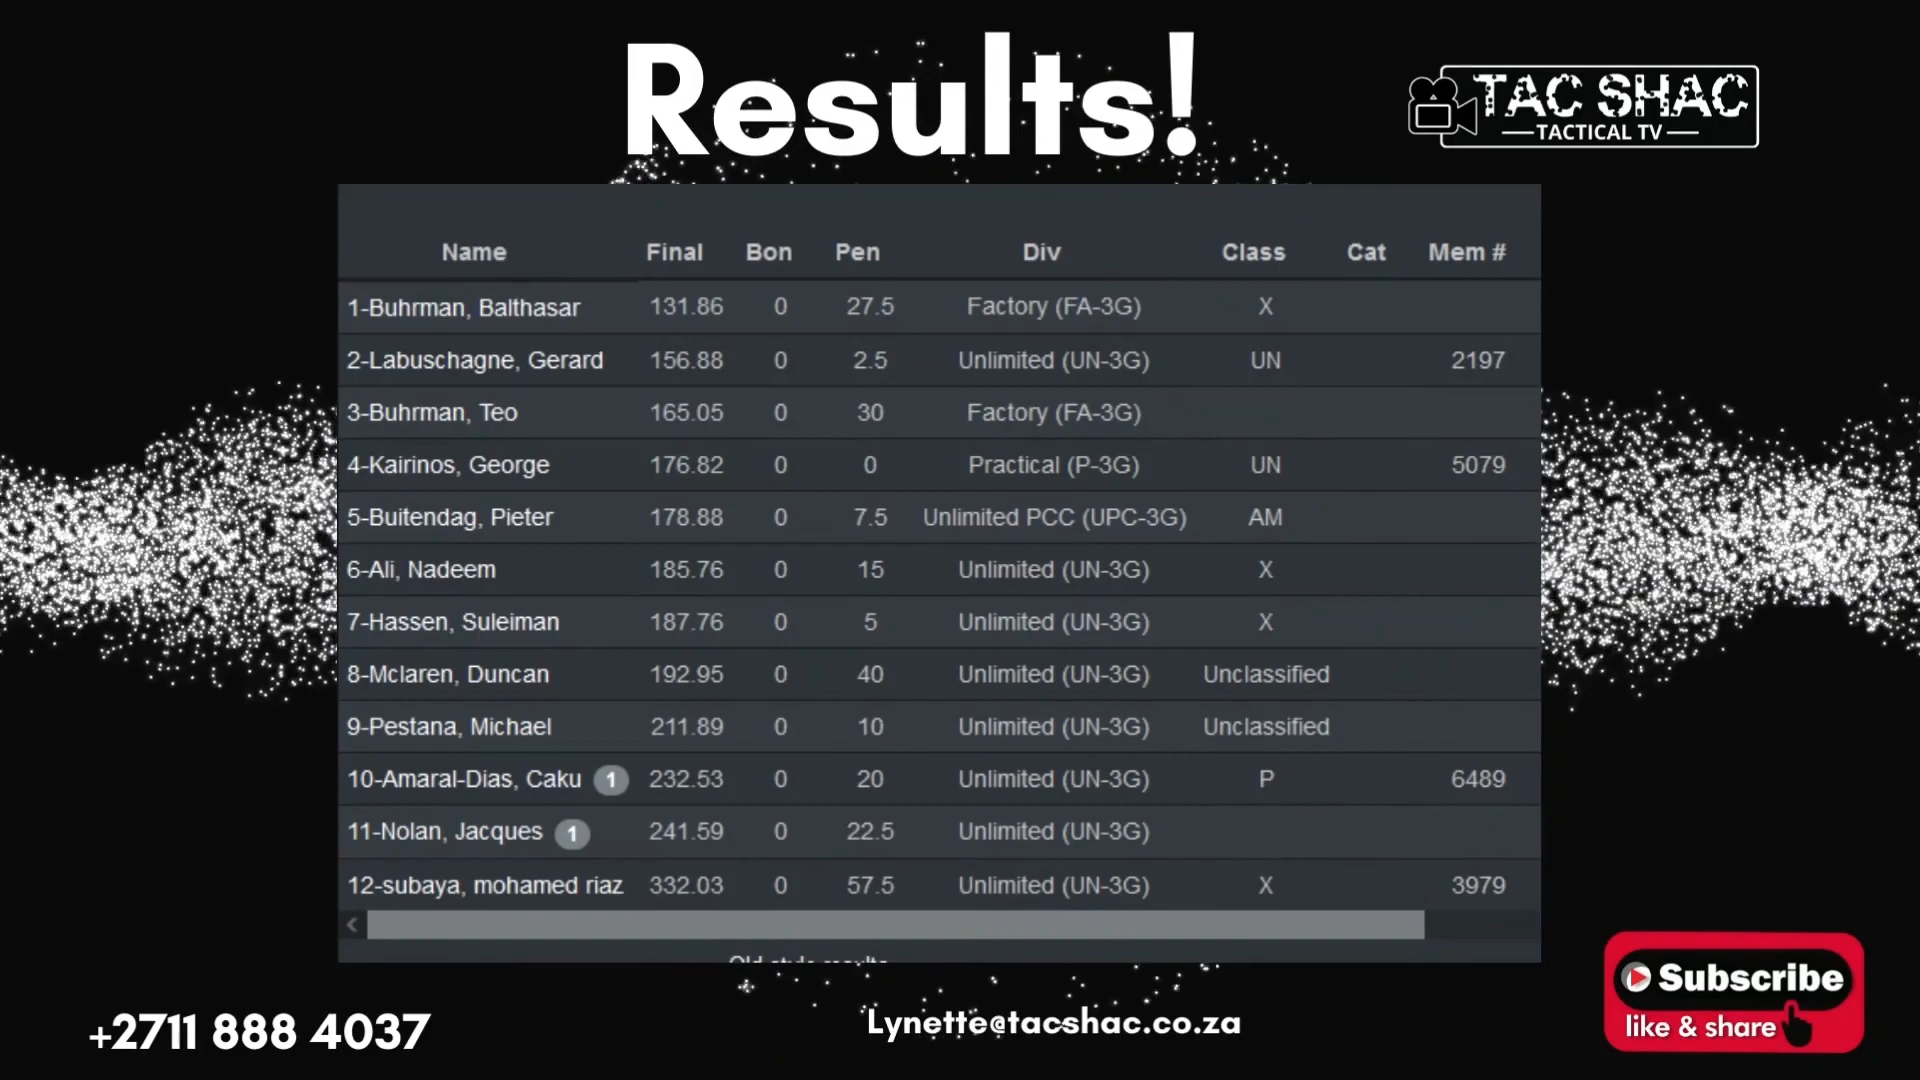 Results!
TAC SHAC
TACTICAL TV
Name Final Bon Pen Div Class Cat Mem #
1-Buhrman, Balthasar 131.86 0 27.5 Factory (FA-3G) X
2-Labuschagne, Gerard 156.88 0 2.5 Unlimited (UN-3G) UN 2197
3-Buhrman, Teo 165.05 0 30 Factory (FA-3G)
4-Kairinos, George 176.82 0 0 Practical (P-3G) UN 5079
5-Buitendag, Pieter 178.88 0 7.5 Unlimited PCC (UPC-3G) AM
6-Ali, Nadeem 185.76 0 15 Unlimited (UN-3G) X
7-Hassen, Suleiman 187.76 0 5 Unlimited (UN-3G) X
8-Mclaren, Duncan 192.95 0 40 Unlimited (UN-3G) Unclassified
9-Pestana, Michael 211.89 0 10 Unlimited (UN-3G) Unclassified
10-Amaral-Dias, Caku 1 232.53 0 20 Unlimited (UN-3G) P 6489
11-Nolan, Jacques 1 241.59 0 22.5 Unlimited (UN-3G)
12-subaya, mohamed riaz 332.03 0 57.5 Unlimited (UN-3G) X 3979
Old style results
Subscribe
like & share
+2711 888 4037
Lynette@tacshac.co.za